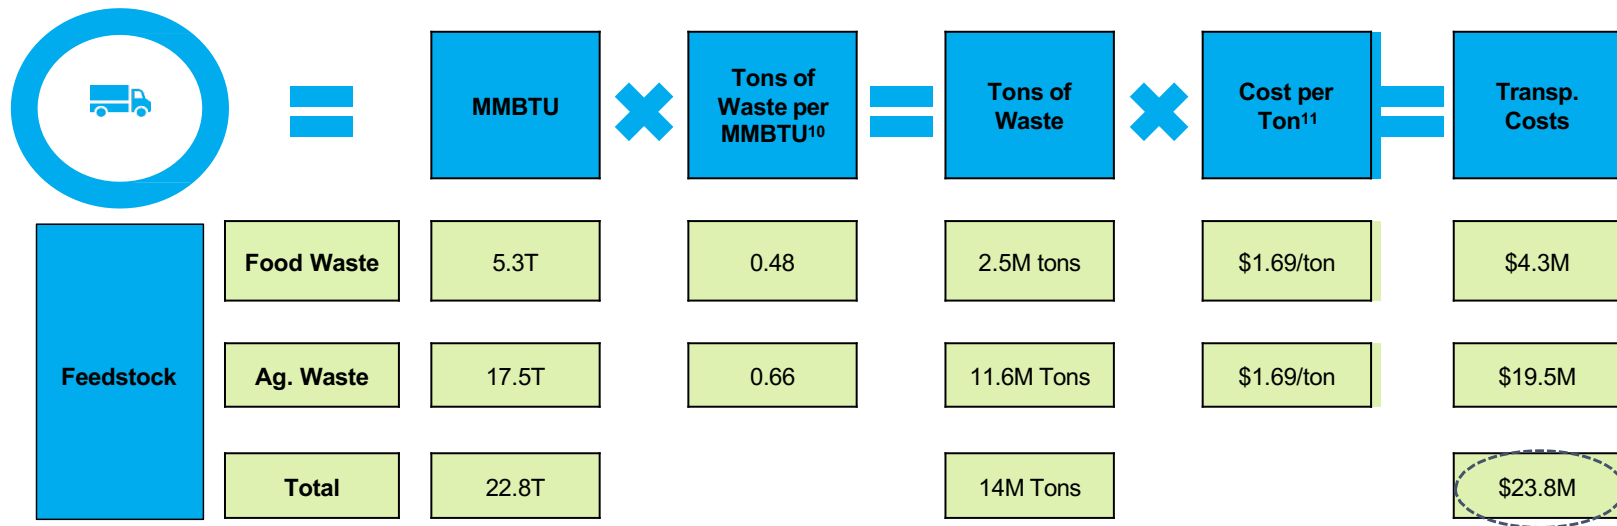 MMBTU
Tons of
Waste per
MMBTU¹⁰
Tons of
Waste
Cost per
Ton¹¹
Transp.
Costs
Feedstock
Food Waste
5.3T
0.48
2.5M tons
$1.69/ton
$4.3M
Ag. Waste
17.5T
0.66
11.6M Tons
$1.69/ton
$19.5M
Total
22.8T
14M Tons
$23.8M